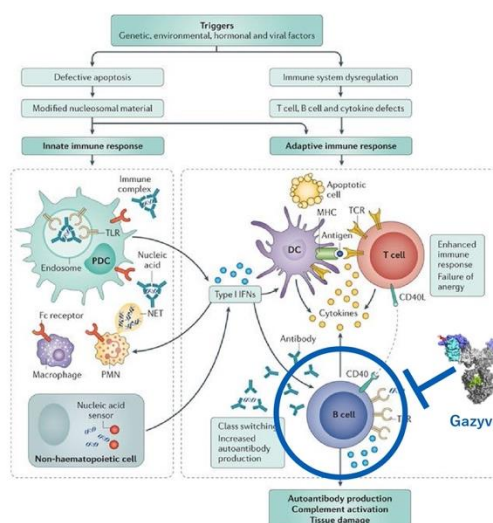 Triggers
Genetic, environmental, hormonal and viral factors
Defective apoptosis
Immune system dysregulation
Modified nucleosomal material
T cell, B cell and cytokine defects
Innate immune response
Adaptive immune response
Immune
complex
TLR
Endosome
PDC
Nucleic
acid
NET
Fc receptor
Macrophage
PMN
Nucleic acid
sensor
Non-haematopoietic cell
Type I IFNs
Apoptotic
cell
MHC
TCR
DC
Antigen
T cell
CD40L
Cytokines
Enhanced
immune
response
Failure of
anergy
Antibody
CD40
B cell
TLR
Class switching
Increased
autoantibody
production
Gazyv
Autoantibody production
Complement activation
Tissue damage